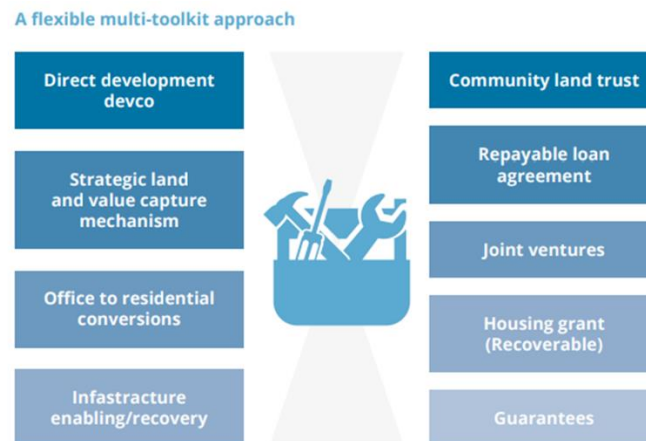 A flexible multi-toolkit approach
Direct development
devco
Strategic land
and value capture
mechanism
Office to residential
conversions
Infastracture
enabling/recovery
Community land trust
Repayable loan
agreement
Joint ventures
Housing grant
(Recoverable)
Guarantees